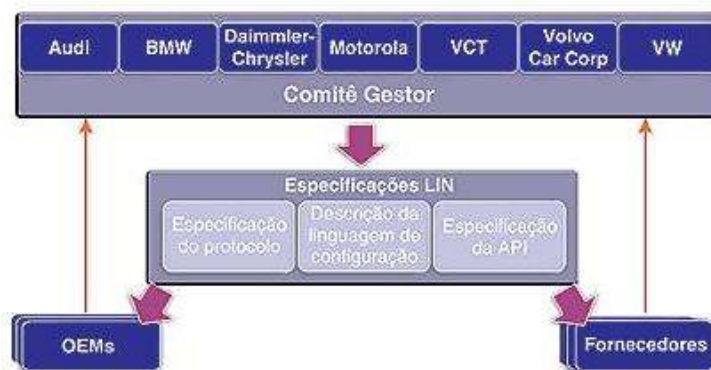 Audi
BMW
Daimmler-
Chrysler
Motorola
VCT
Volvo
Car Corp
VW
Comitê Gestor
Especificações LIN
Especificação
do protocolo
Descrição da
linguagem de
configuração
Especificação
da API
OEMs
Fornecedores